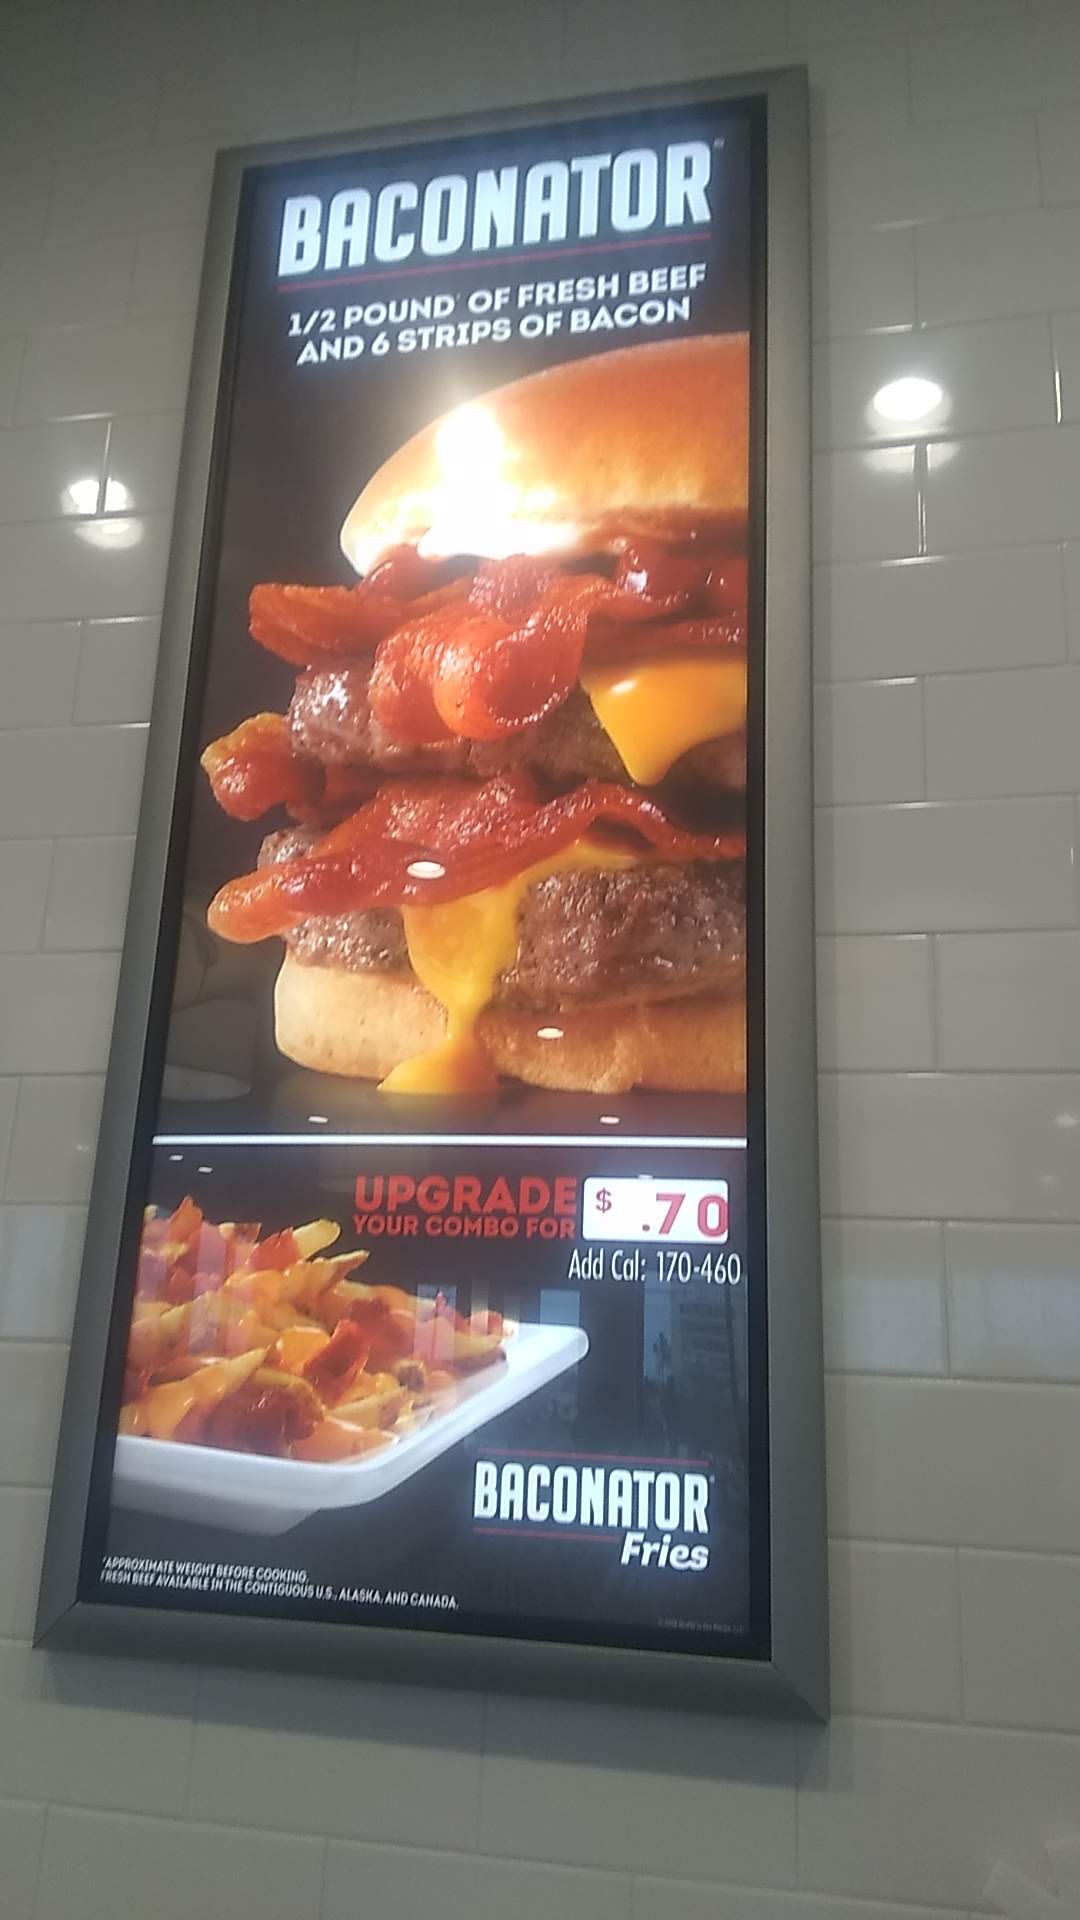 BACONATOR
1/2 POUND* OF FRESH BEEF
AND 6 STRIPS OF BACON
UPGRADE
YOUR COMBO FOR
$ .70
Add Cal: 170-460
BACONATOR
Fries
*APPROXIMATE WEIGHT BEFORE COOKING.
FRESH BEEF AVAILABLE IN THE CONTIGUOUS U.S., ALASKA, AND CANADA.